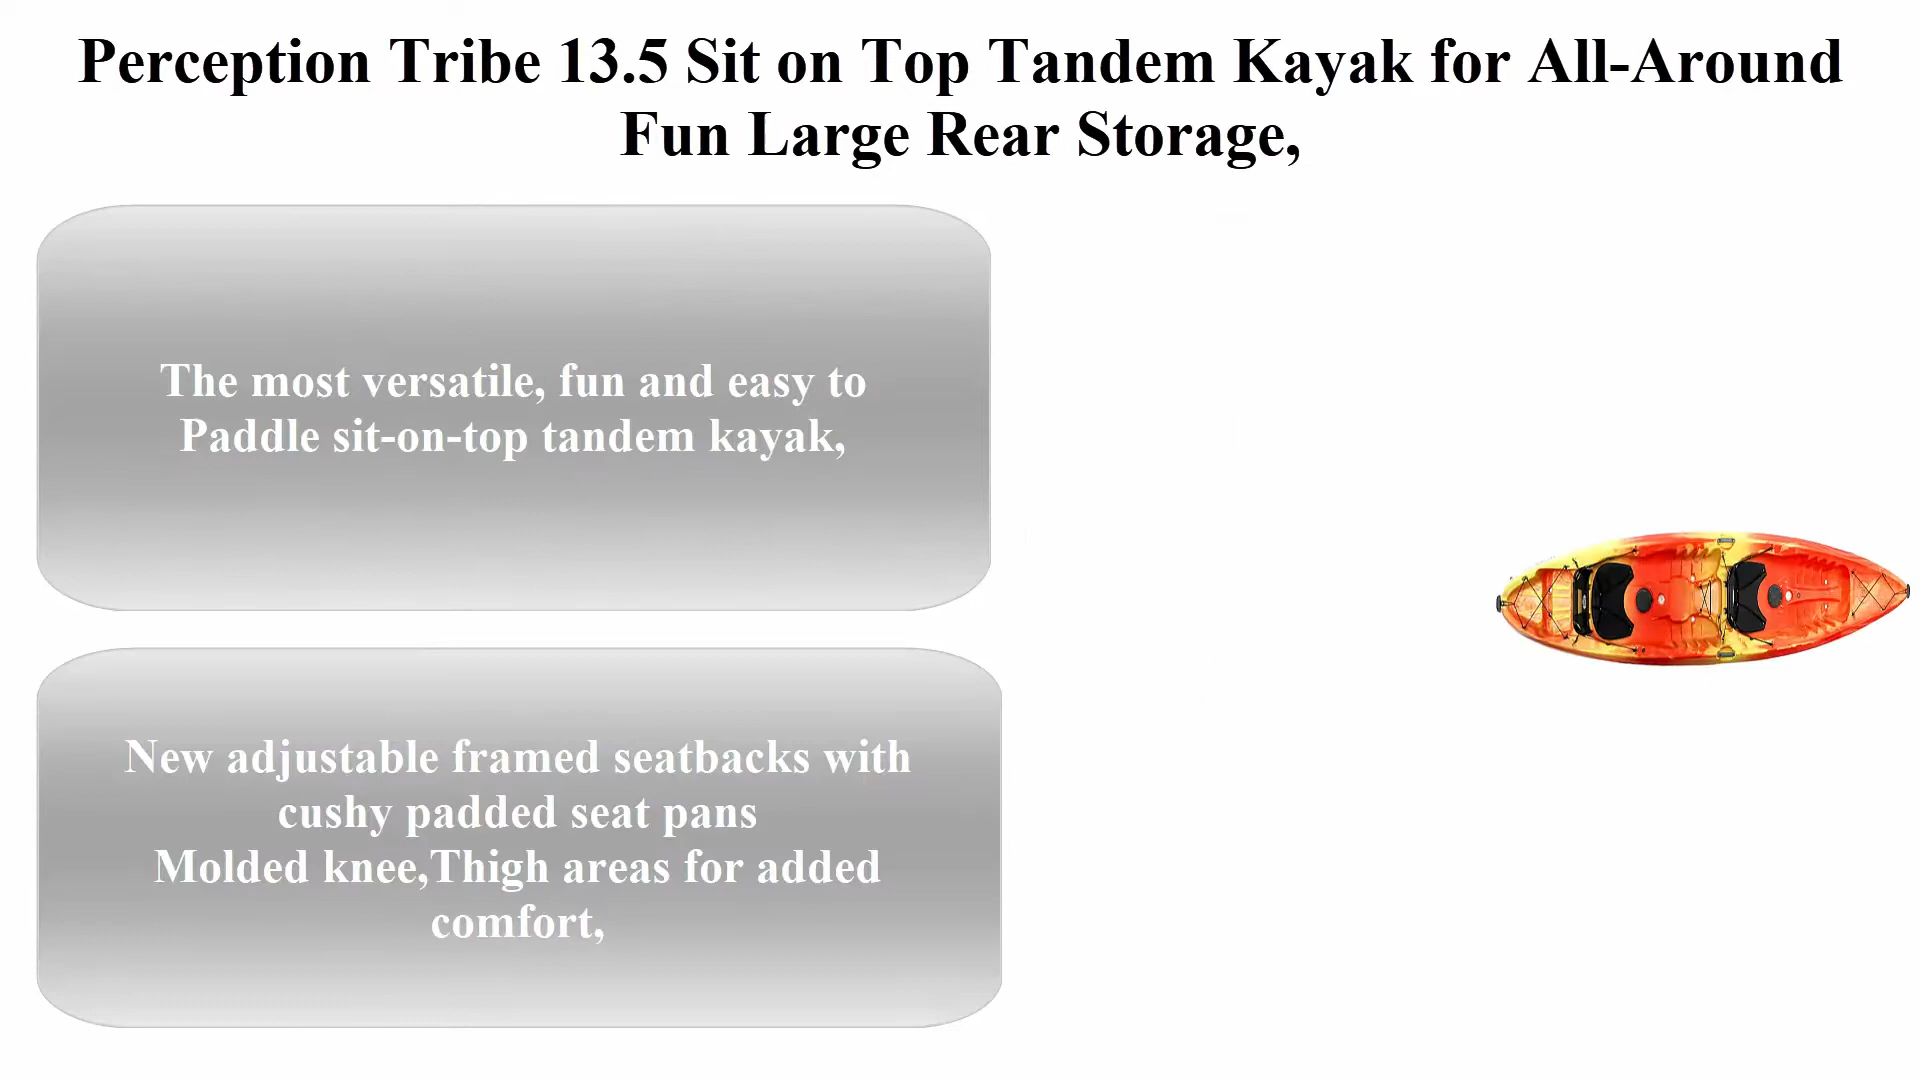 Perception Tribe 13.5 Sit on Top Tandem Kayak for All-Around
Fun Large Rear Storage,
The most versatile, fun and easy to
Paddle sit-on-top tandem kayak,
New adjustable framed seatbacks with
cushy padded seat pans
Molded knee,Thigh areas for added
comfort,